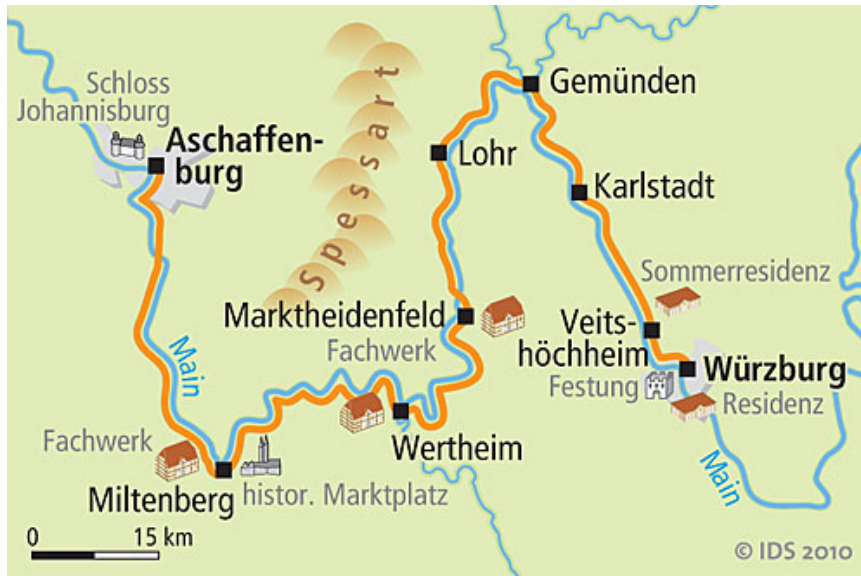 Schloss
Johannisburg
Aschaffen-
burg
Spessart
Gemünden
Lohr
Karlstadt
Sommerresidenz
Marktheidenfeld
Fachwerk
Veits-
höchheim
Festung
Würzburg
Residenz
Main
Main
Fachwerk
Wertheim
Miltenberg
histor. Marktplatz
0 15 km
© IDS 2010